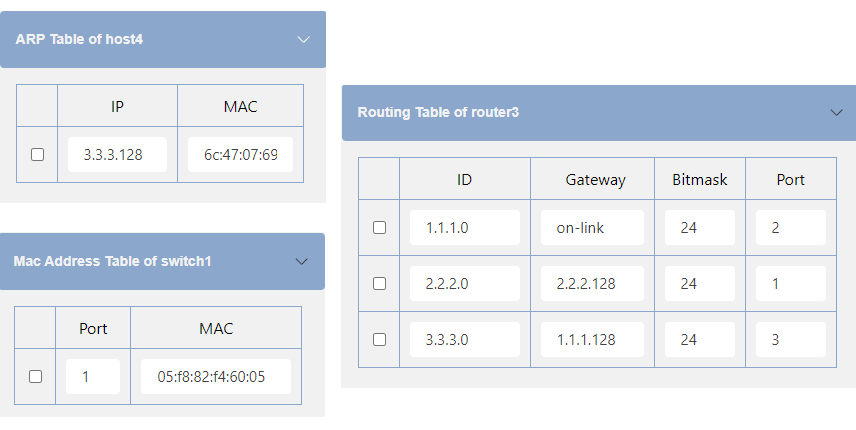 ARP Table of host4
IP MAC
3.3.3.128 6c:47:07:69
Mac Address Table of switch1
Port MAC
1 05:f8:82:f4:60:05
Routing Table of router3
ID Gateway Bitmask Port
1.1.1.0 on-link 24 2
2.2.2.0 2.2.2.128 24 1
3.3.3.0 1.1.1.128 24 3